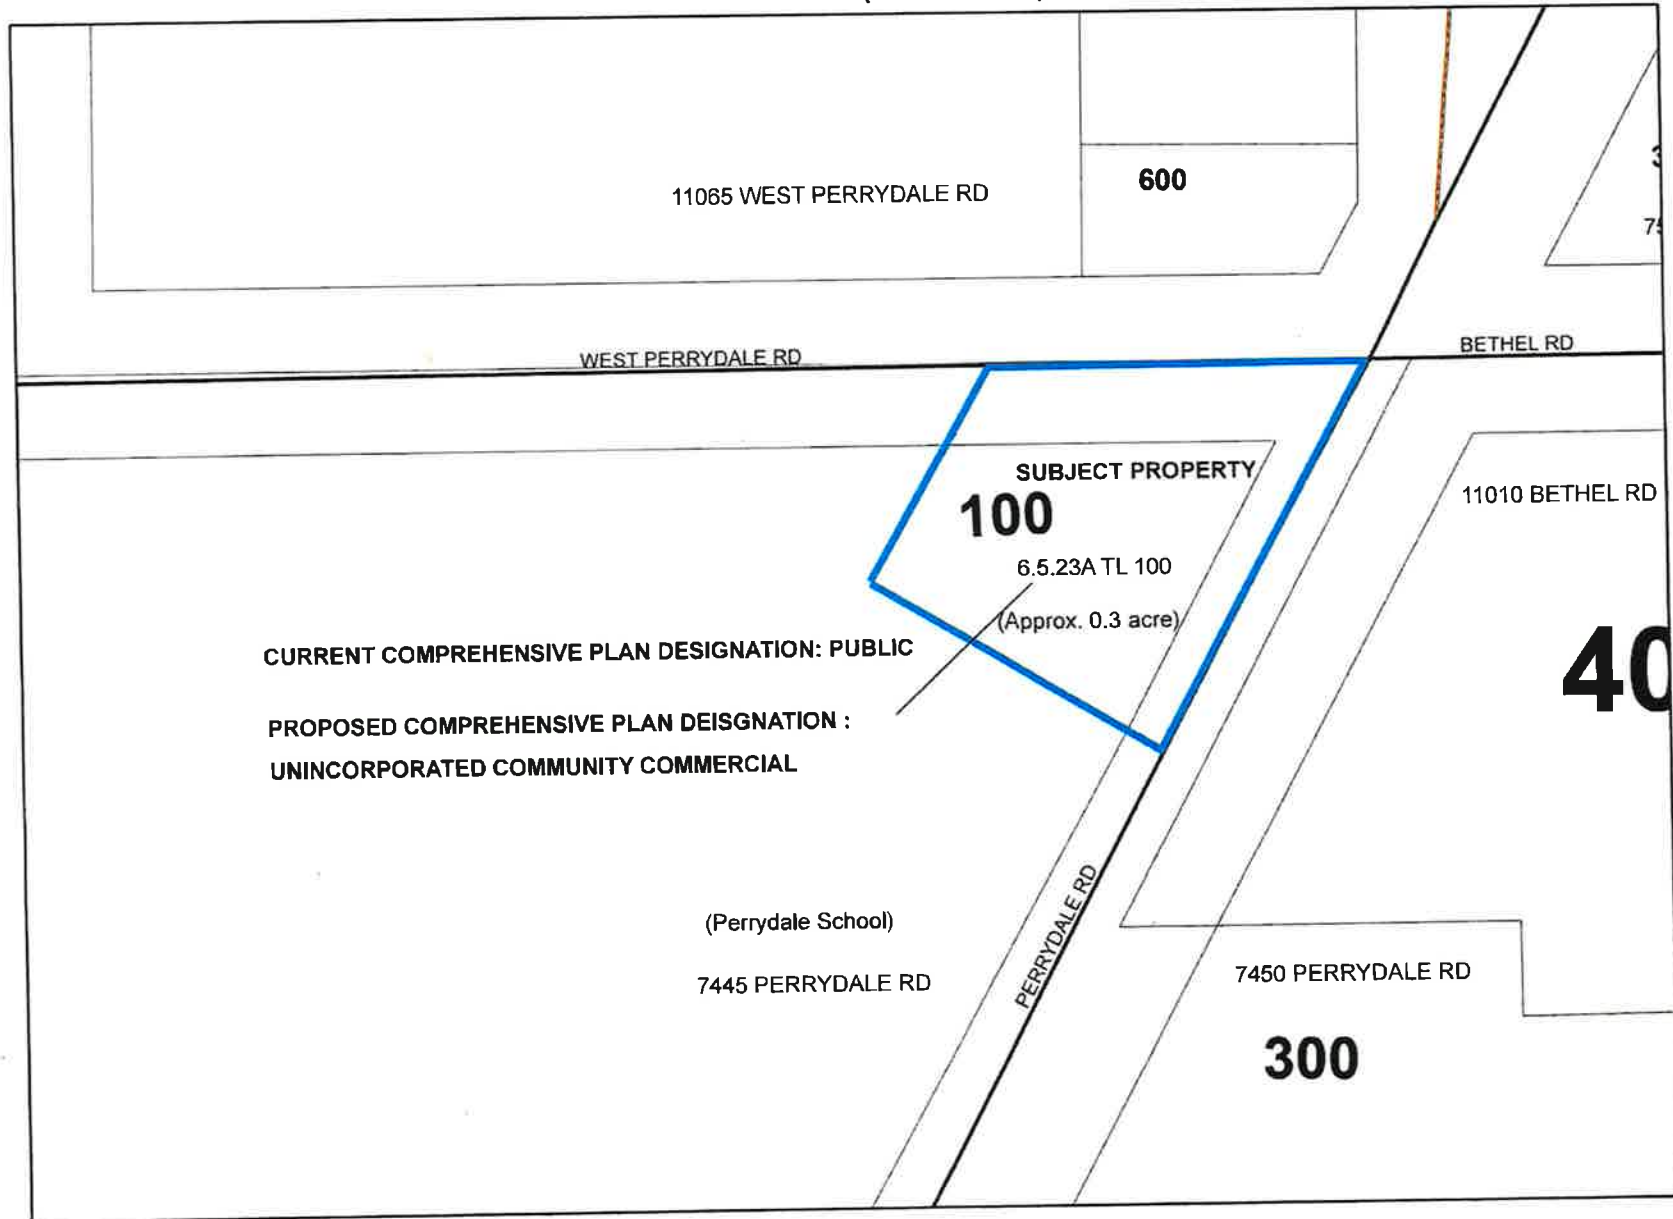 11065 WEST PERRYDALE RD
600
WEST PERRYDALE RD
BETHEL RD
SUBJECT PROPERTY
100
11010 BETHEL RD
6.5.23A TL 100
(Approx. 0.3 acre)
CURRENT COMPREHENSIVE PLAN DESIGNATION: PUBLIC
40
PROPOSED COMPREHENSIVE PLAN DEISGNATION :
UNINCORPORATED COMMUNITY COMMERCIAL
PERRYDALE RD
(Perrydale School)
7445 PERRYDALE RD
7450 PERRYDALE RD
300